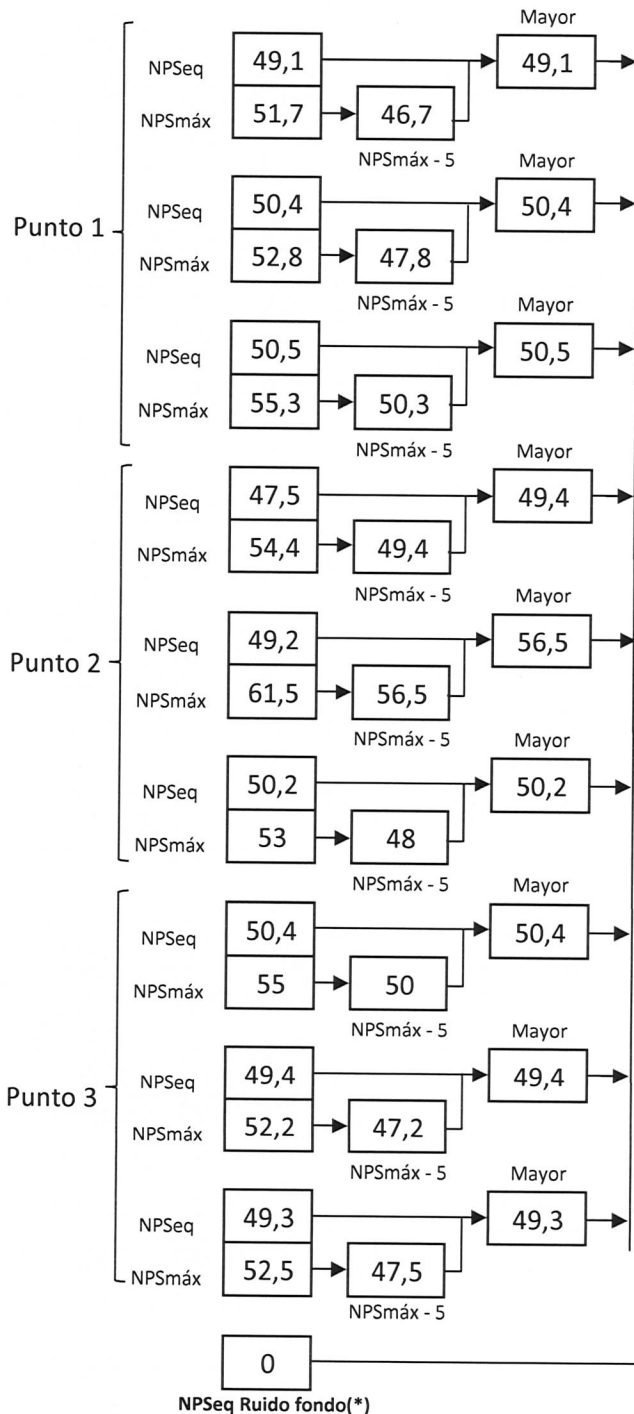 Mayor
NPSeq 49,1 49,1
NPSmáx 51,7 46,7
NPSmáx - 5
Mayor
NPSeq 50,4 50,4
Punto 1
NPSmáx 52,8 47,8
NPSmáx - 5
Mayor
NPSeq 50,5 50,5
NPSmáx 55,3 50,3
NPSmáx - 5
Mayor
NPSeq 47,5 49,4
NPSmáx 54,4 49,4
NPSmáx - 5
Mayor
NPSeq 49,2 56,5
Punto 2
NPSmáx 61,5 56,5
NPSmáx - 5
Mayor
NPSeq 50,2 50,2
NPSmáx 53 48
NPSmáx - 5
Mayor
NPSeq 50,4 50,4
NPSmáx 55 50
NPSmáx - 5
Mayor
NPSeq 49,4 49,4
Punto 3
NPSmáx 52,2 47,2
NPSmáx - 5
Mayor
NPSeq 49,3 49,3
NPSmáx 52,5 47,5
NPSmáx - 5
0
NPSeq Ruido fondo(*)